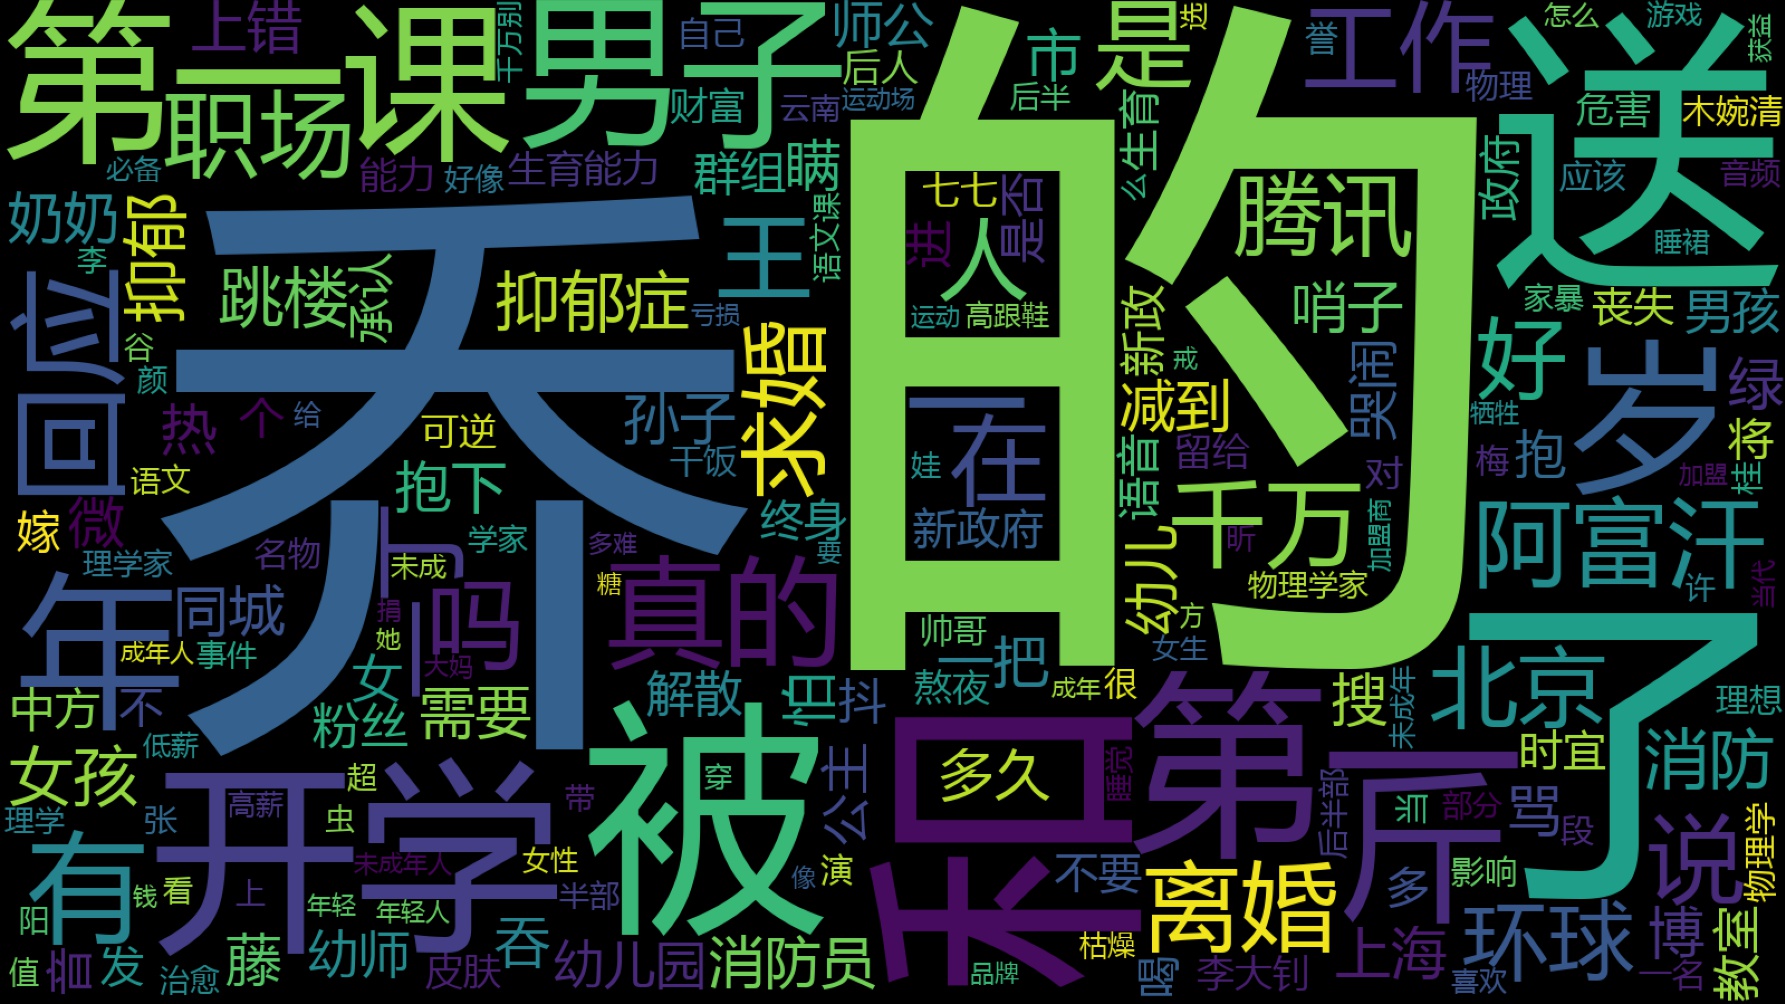 第一课
上错
千万别
男子
自己
师公
的
市
是
选
誉
工作
怎么
游戏
获益
送
职场
后人
财富
云南
运动场
后半
物理
危害
木婉清
必备
能力
好像
生育能力
群组
瞒
么生育
政府
应该
音频
奶奶
抑郁
乔
王
语文课
七七
是否
进
人
腾讯
睡裙
李
回应
跳楼
承认
抑郁症
亏损
运动
高跟鞋
新政
哨子
家暴
丧失
男孩
谷
颜
求婚
戒
减到
哭闹
好
岁
绿
热
个
给
可逆
孙子
一
在
牺牲
将
语文
抱下
干饭
娃
语音
留给
对
梅
抱
加盟
桂
嫁
微
终身
新政府
千万
昕
加盟商
阿富汗
理学家
名物
卜
学家
多难
要
未成
糖
真的
幼儿
物理学家
许
当代
年
同城
捐
吗
她
帅哥
方
了
成年人
事件
大妈
一把
女生
女
解散
怕
抖
熬夜
成年
很
搜
未成年
北京
理想
中方
不
粉丝
需要
被
低薪
时宜
消防
女孩
开学
超
穿
公主
多久
睡觉
第
斤
理学
张
高薪
虫
带
后半部
部分
骂
段
说
物理学
未成年人
女性
像
演
不要
离婚
多
影响
有
钱
看
上
年轻
年轻人
半部
阳
枯燥
环球
博
教室
值
发
治愈
藤
幼师
皮肤
吞
幼儿园
消防员
品牌
喝
李大钊
上海
喜欢
一名